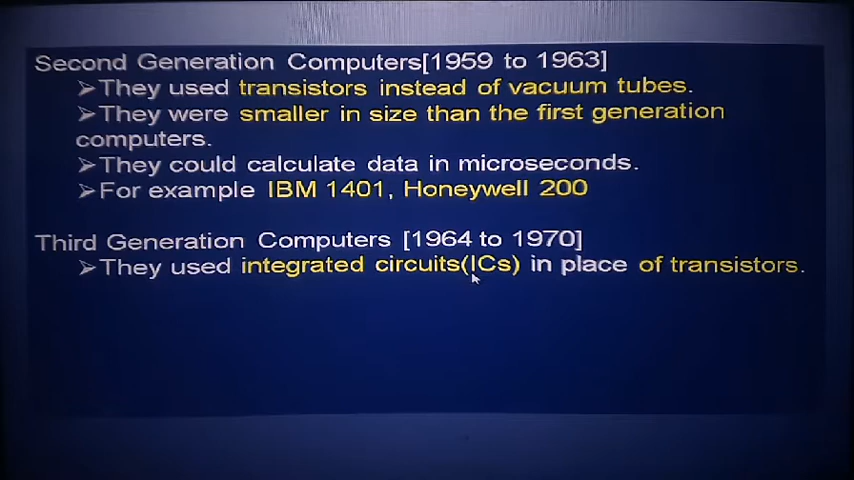 Second Generation Computers[1959 to 1963]
➢They used transistors instead of vacuum tubes.
➢They were smaller in size than the first generation
computers.
➢They could calculate data in microseconds.
➢For example IBM 1401, Honeywell 200
Third Generation Computers [1964 to 1970]
➢They used integrated circuits(ICs) in place of transistors.